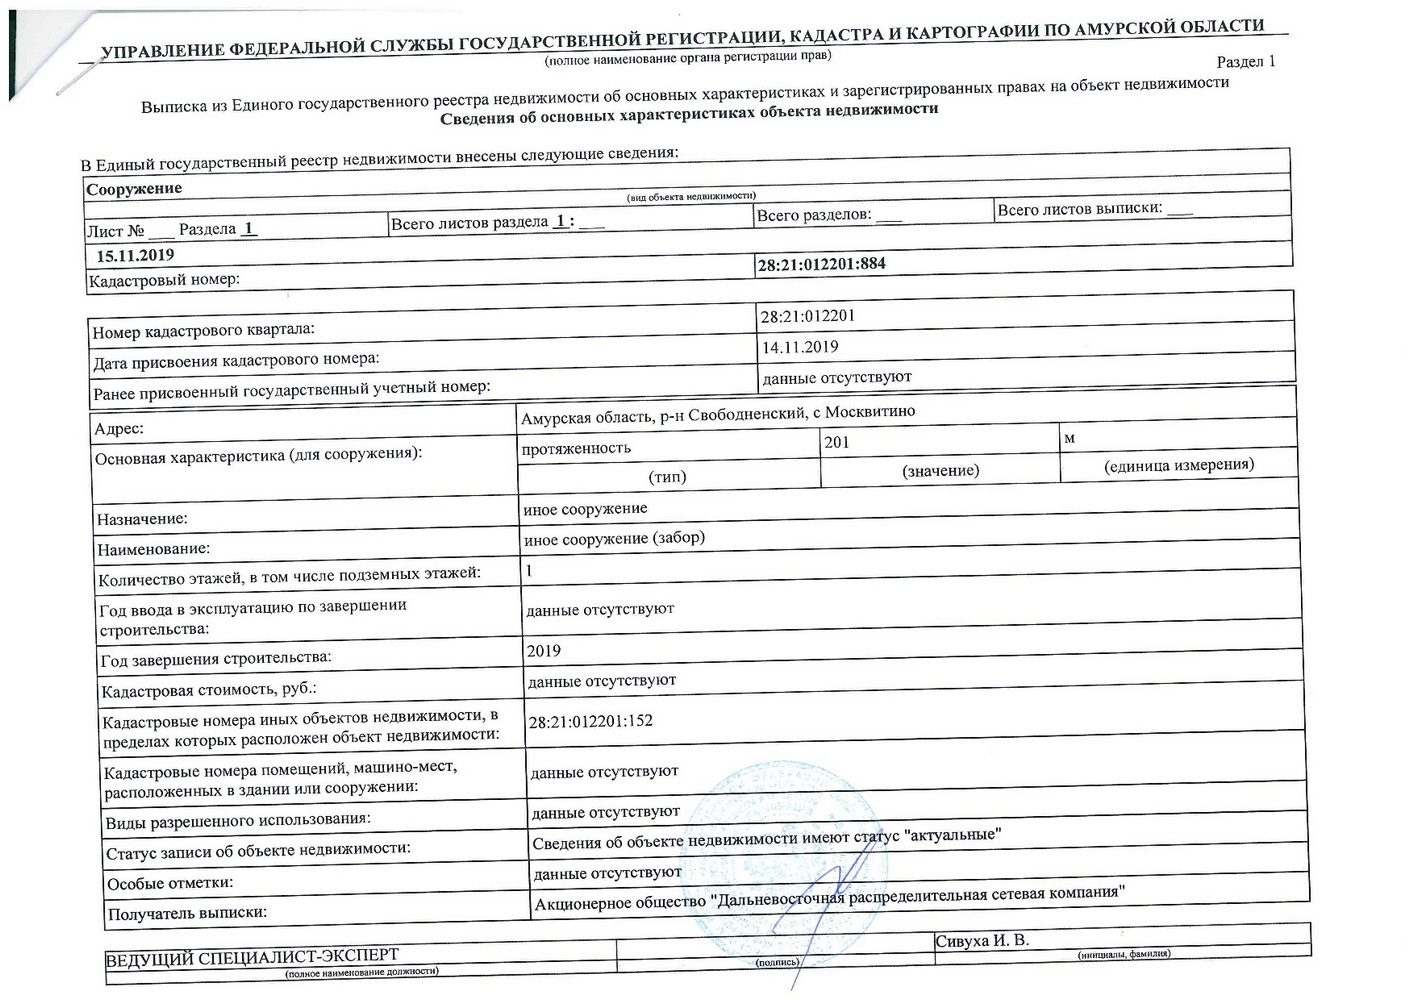 УПРАВЛЕНИЕ ФЕДЕРАЛЬНОЙ СЛУЖБЫ ГОСУДАРСТВЕННОЙ РЕГИСТРАЦИИ, КАДАСТРА И КАРТОГРАФИИ ПО АМУРСКОЙ ОБЛАСТИ
(полное наименование органа регистрации прав)
Раздел 1
Выписка из Единого государственного реестра недвижимости об основных характеристиках и зарегистрированных правах на объект недвижимости
Сведения об основных характеристиках объекта недвижимости
В Единый государственный реестр недвижимости внесены следующие сведения:
Сооружение
(вид объекта недвижимости)
Лист № ___ Раздела 1 Всего листов раздела 1 : ___ Всего разделов: ___ Всего листов выписки: ___
15.11.2019
Кадастровый номер: 28:21:012201:884
Номер кадастрового квартала: 28:21:012201
Дата присвоения кадастрового номера: 14.11.2019
Ранее присвоенный государственный учетный номер: данные отсутствуют
Адрес: Амурская область, р-н Свободненский, с Москвитино
Основная характеристика (для сооружения): протяженность 201 м
(тип) (значение) (единица измерения)
Назначение: иное сооружение
Наименование: иное сооружение (забор)
Количество этажей, в том числе подземных этажей: 1
Год ввода в эксплуатацию по завершении
строительства: данные отсутствуют
Год завершения строительства: 2019
Кадастровая стоимость, руб.: данные отсутствуют
Кадастровые номера иных объектов недвижимости, в
пределах которых расположен объект недвижимости: 28:21:012201:152
Кадастровые номера помещений, машино-мест,
расположенных в здании или сооружении: данные отсутствуют
Виды разрешенного использования: данные отсутствуют
Статус записи об объекте недвижимости: Сведения об объекте недвижимости имеют статус "актуальные"
Особые отметки: данные отсутствуют
Получатель выписки: Акционерное общество "Дальневосточная распределительная сетевая компания"
ВЕДУЩИЙ СПЕЦИАЛИСТ-ЭКСПЕРТ Сивуха И. В.
(полное наименование должности) (подпись) (инициалы, фамилия)